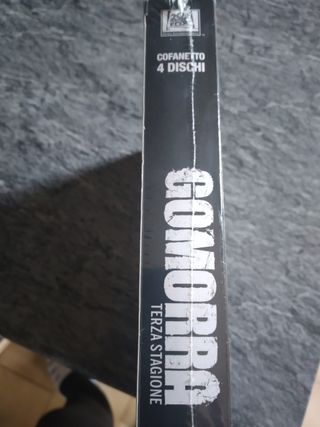 COFANETTO
4 DISCHI
GOMORRA
TERZA STAGIONE